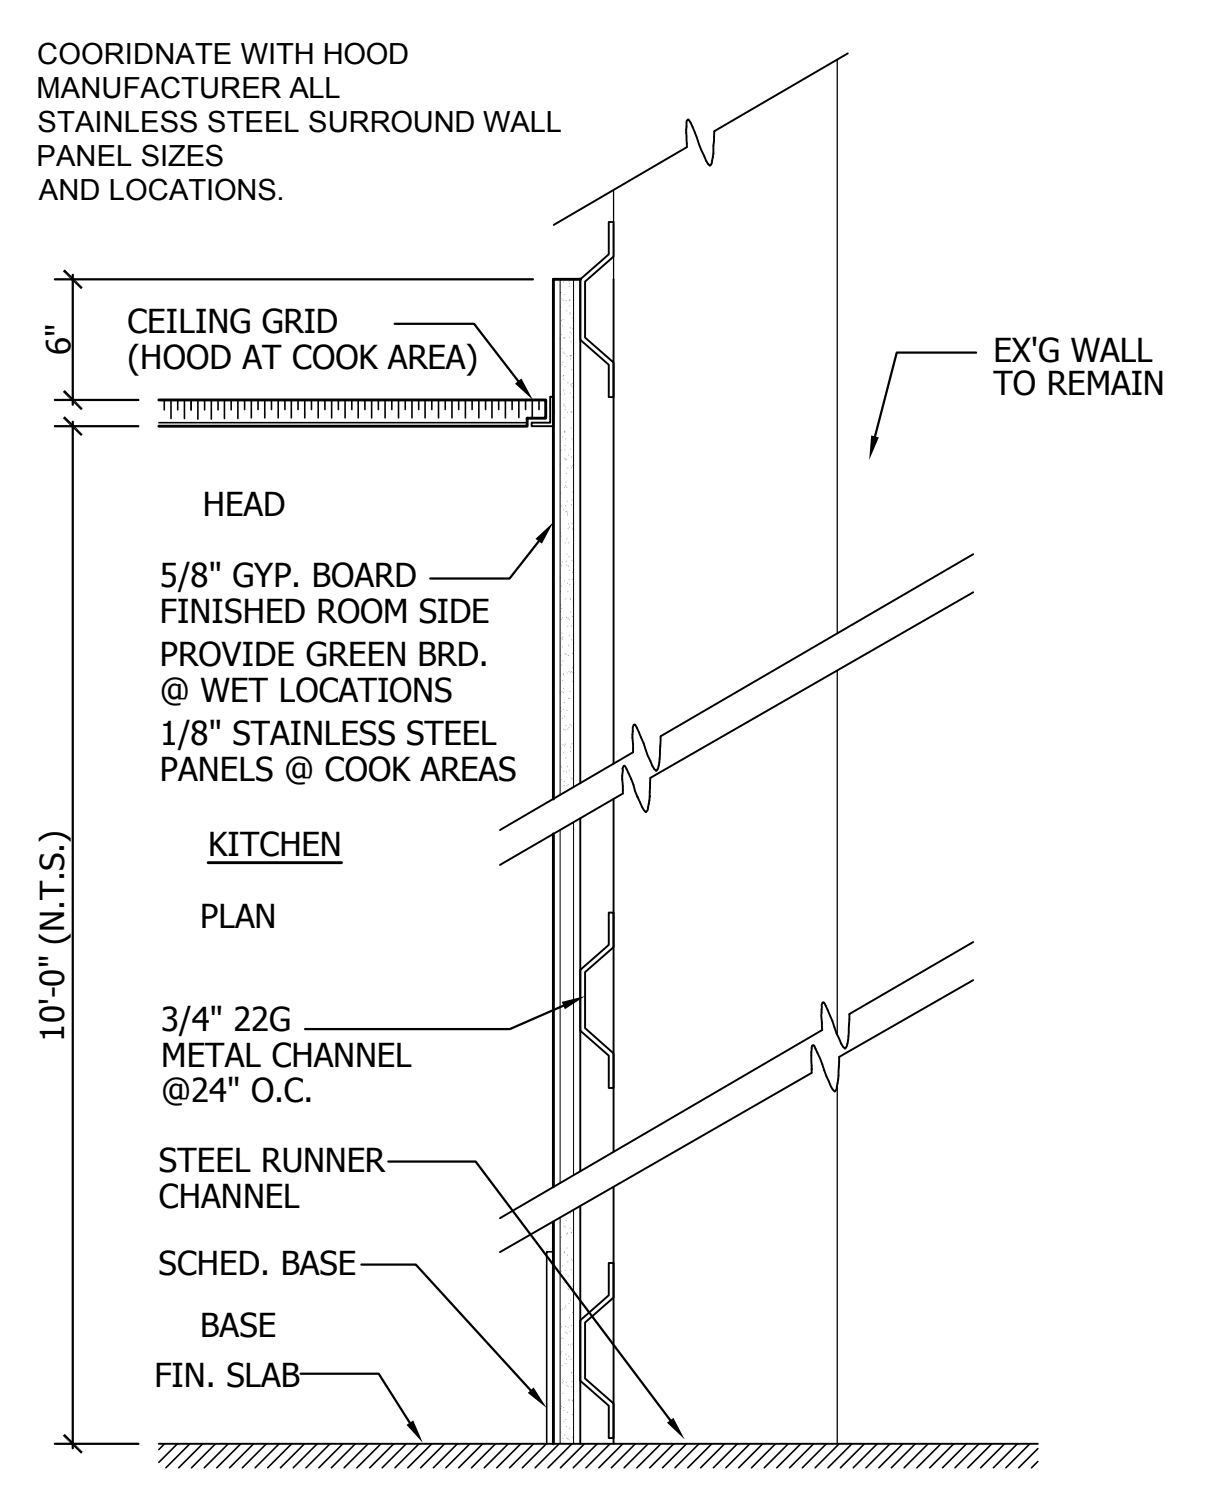 COORIDNATE WITH HOOD
MANUFACTURER ALL
STAINLESS STEEL SURROUND WALL
PANEL SIZES
AND LOCATIONS.
6"
CEILING GRID
(HOOD AT COOK AREA)
EX'G WALL
TO REMAIN
HEAD
5/8" GYP. BOARD
FINISHED ROOM SIDE
PROVIDE GREEN BRD.
@ WET LOCATIONS
1/8" STAINLESS STEEL
PANELS @ COOK AREAS
KITCHEN
PLAN
10'-0" (N.T.S.)
3/4" 22G
METAL CHANNEL
@24" O.C.
STEEL RUNNER
CHANNEL
SCHED. BASE
BASE
FIN. SLAB